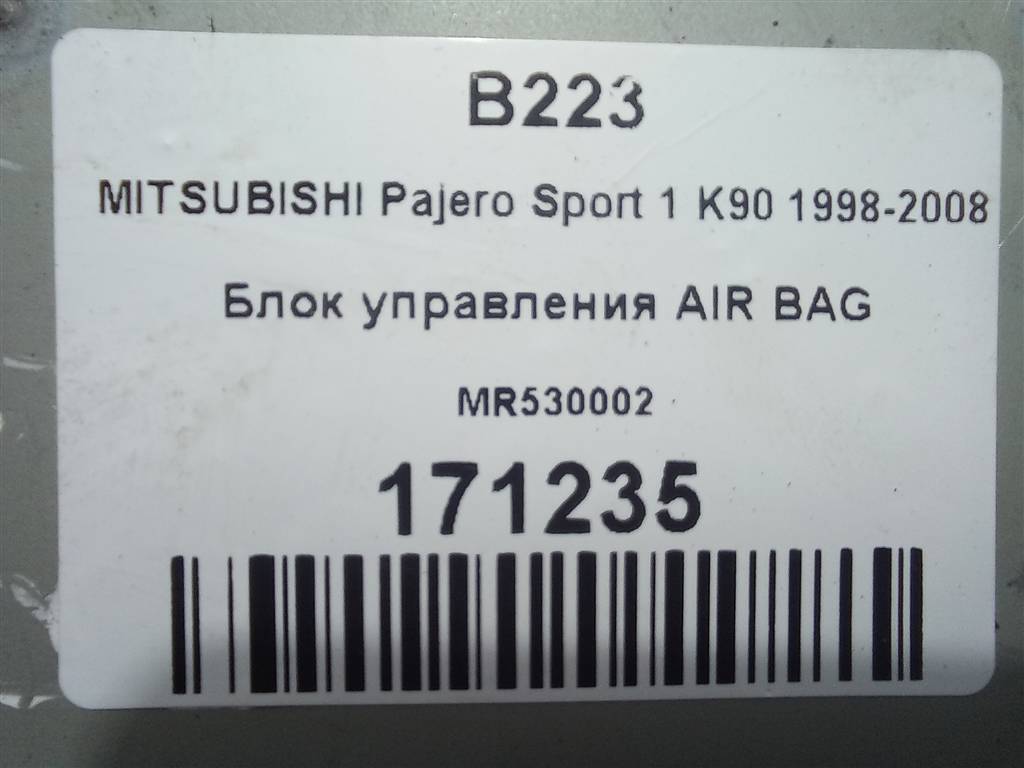 B223
MITSUBISHI Pajero Sport 1 K90 1998-2008
Блок управления AIR BAG
MR530002
171235